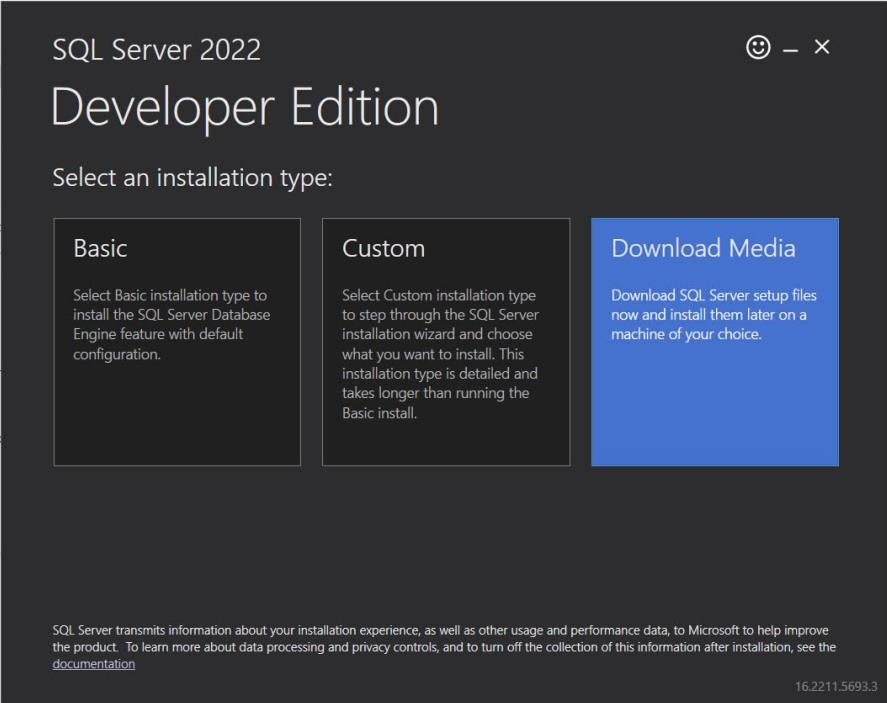 SQL Server 2022
Developer Edition
Select an installation type:
Basic
Select Basic installation type to
install the SQL Server Database
Engine feature with default
configuration.
Custom
Select Custom installation type
to step through the SQL Server
installation wizard and choose
what you want to install. This
installation type is detailed and
takes longer than running the
Basic install.
Download Media
Download SQL Server setup files
now and install them later on a
machine of your choice.
SQL Server transmits information about your installation experience, as well as other usage and performance data, to Microsoft to help improve
the product.  To learn more about data processing and privacy controls, and to turn off the collection of this information after installation, see the
documentation
16.2211.5693.3